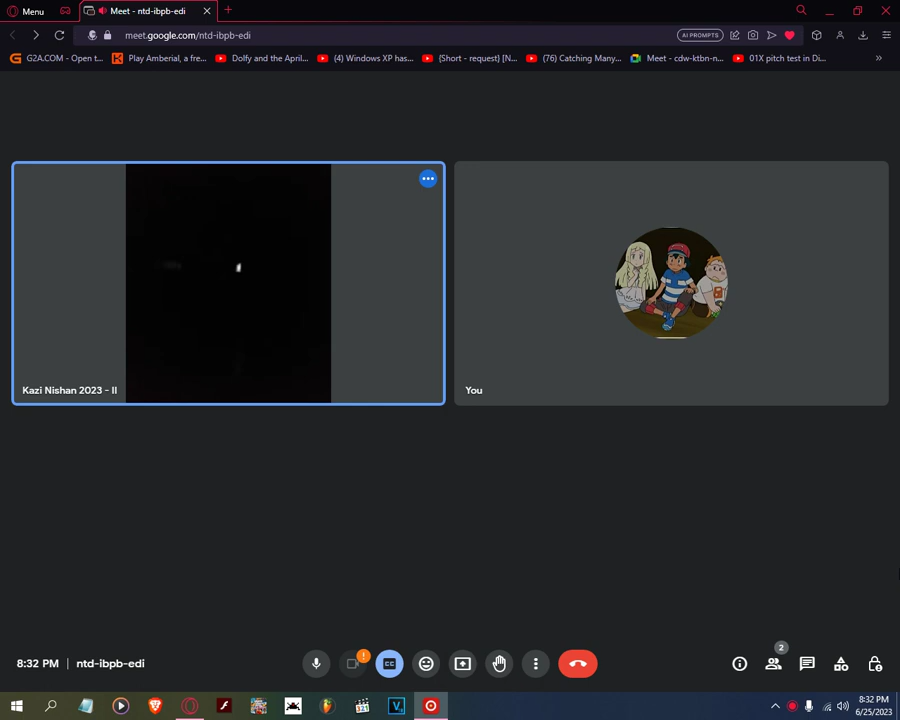 Menu
Meet - ntd-ibpb-edi
meet.google.com/ntd-ibpb-edi
AI PROMPTS
G2A.COM - Open t...
Play Amberial, a fre...
Dolfy and the April...
(4) Windows XP has...
(Short - request) [N...
(76) Catching Many...
Meet - cdw-ktbn-n...
01X pitch test in Di...
Kazi Nishan 2023 - II
You
8:32 PM | ntd-ibpb-edi
CC
2
8:32 PM
6/25/2023